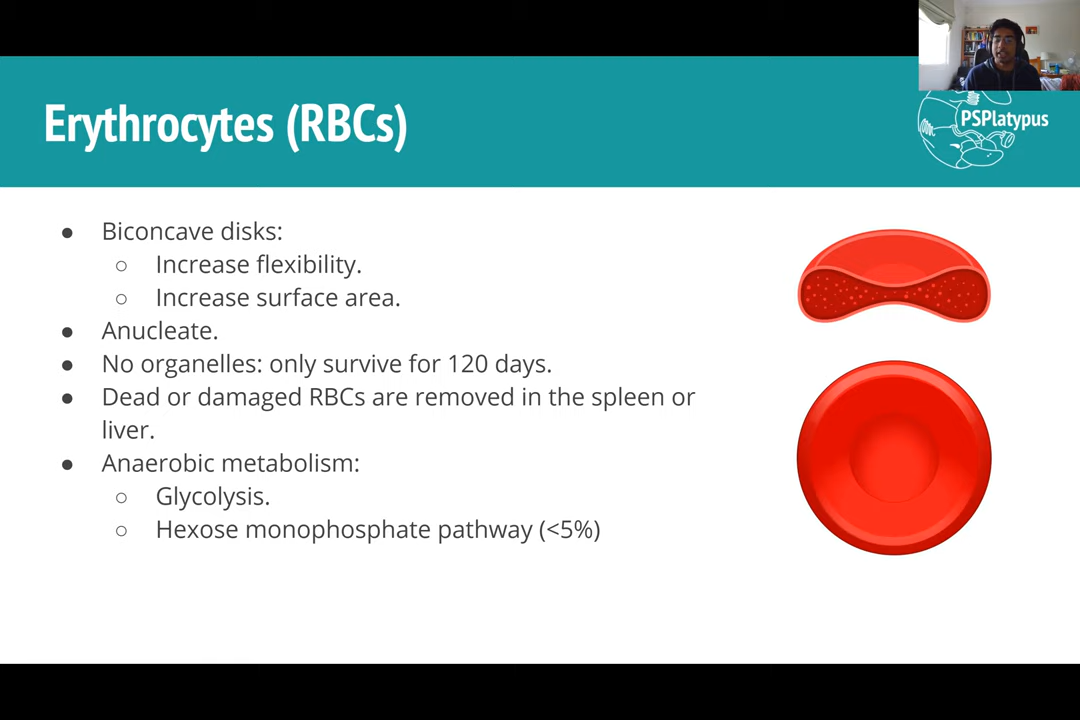 Erythrocytes (RBCs)
PSPlatypus
● Biconcave disks:
○ Increase flexibility.
○ Increase surface area.
● Anucleate.
● No organelles: only survive for 120 days.
● Dead or damaged RBCs are removed in the spleen or
liver.
● Anaerobic metabolism:
○ Glycolysis.
○ Hexose monophosphate pathway (<5%)